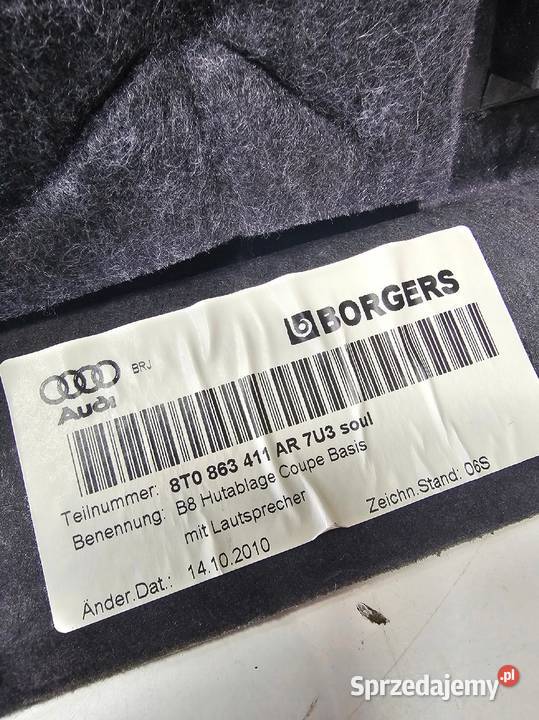 BORGERS
BRJ
Audi
Teilnummer: 8T0 863 411 AR 7U3 soul
Benennung: B8 Hutablage Coupe Basis
mit Lautsprecher
Änder.Dat.: 14.10.2010
Zeichn.Stand: 06S
Sprzedajemy.pl